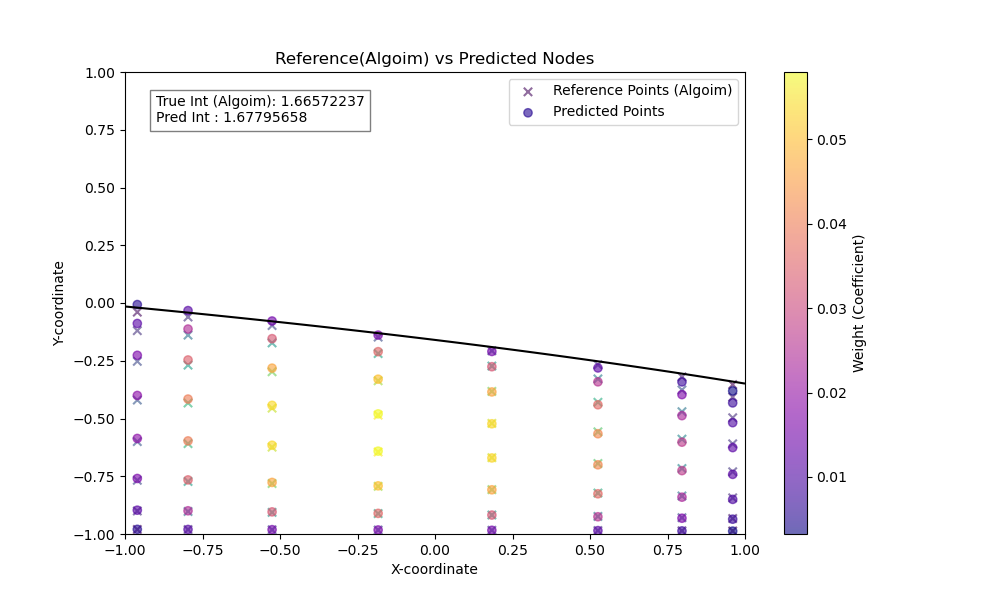 Reference(Algoim) vs Predicted Nodes
True Int (Algoim): 1.66572237
Pred Int : 1.67795658
Reference Points (Algoim)
Predicted Points
1.00
0.75
0.50
0.25
0.00
−0.25
−0.50
−0.75
−1.00
Y-coordinate
−1.00 −0.75 −0.50 −0.25 0.00 0.25 0.50 0.75 1.00
X-coordinate
0.05
0.04
0.03
0.02
0.01
Weight (Coefficient)